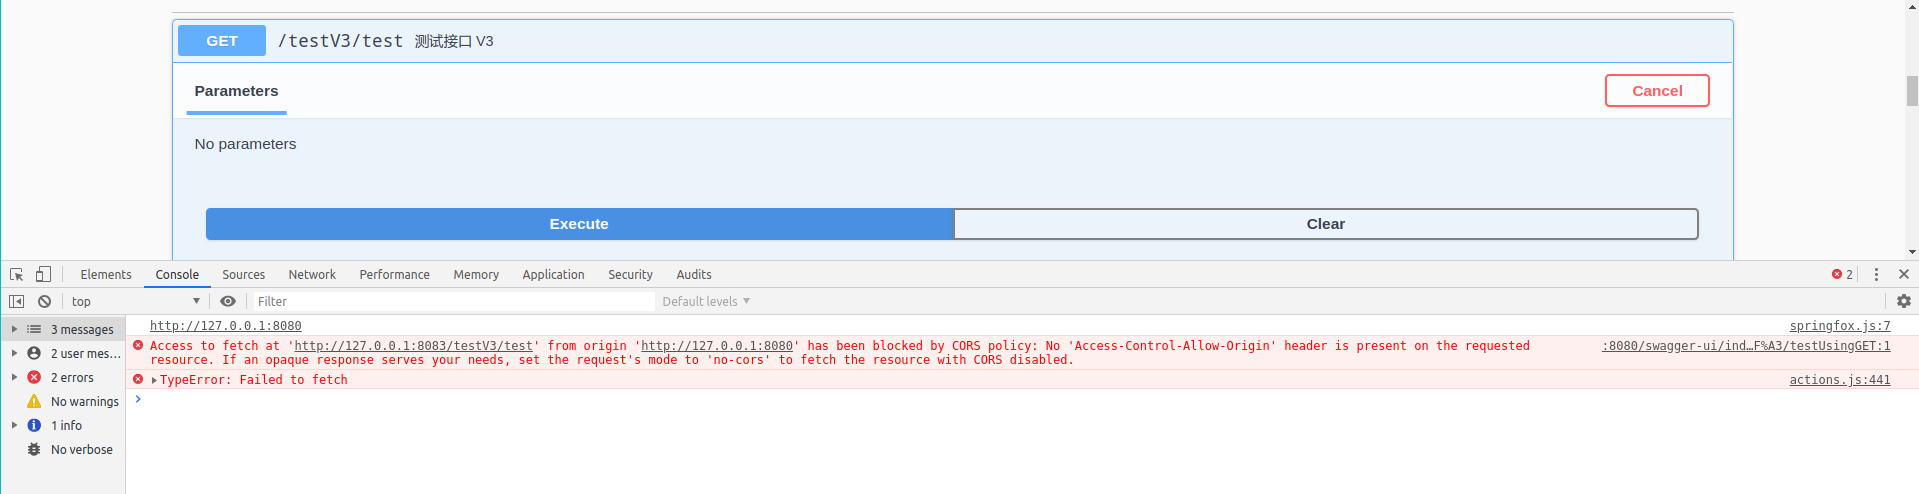 GET /testV3/test 测试接口 V3
Parameters Cancel
No parameters
Execute Clear
Elements Console Sources Network Performance Memory Application Security Audits 2
top Filter Default levels
3 messages
2 user mes...
2 errors
No warnings
1 info
No verbose
http://127.0.0.1:8080 springfox.js:7
Access to fetch at 'http://127.0.0.1:8083/testV3/test' from origin 'http://127.0.0.1:8080' has been blocked by CORS policy: No 'Access-Control-Allow-Origin' header is present on the requested :8080/swagger-ui/ind…F%A3/testUsingGET:1
resource. If an opaque response serves your needs, set the request's mode to 'no-cors' to fetch the resource with CORS disabled.
TypeError: Failed to fetch actions.js:441